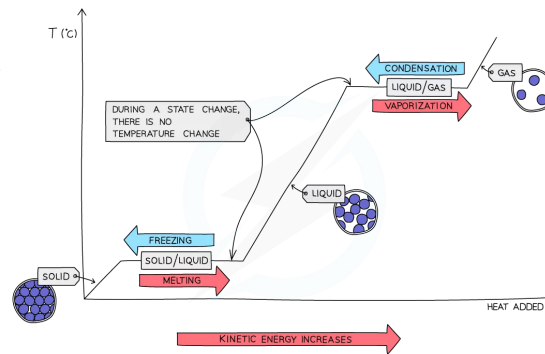 T (°C)
CONDENSATION
LIQUID/GAS
VAPORIZATION
GAS
DURING A STATE CHANGE,
THERE IS NO
TEMPERATURE CHANGE
LIQUID
FREEZING
SOLID/LIQUID
MELTING
SOLID
HEAT ADDED
KINETIC ENERGY INCREASES